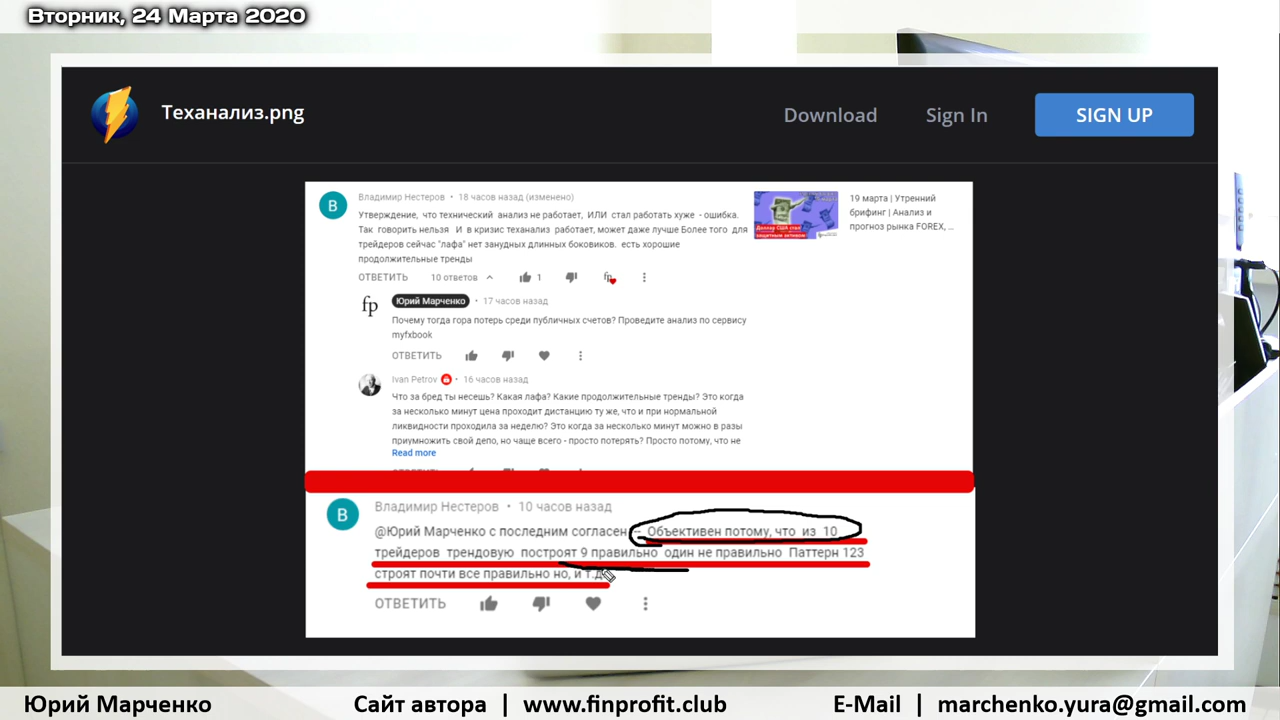 Вторник, 24 Марта 2020
Теханализ.png
Download
Sign In
SIGN UP
В
Владимир Нестеров • 18 часов назад (изменено)
Утверждение, что технический анализ не работает, ИЛИ стал работать хуже - ошибка.
Так говорить нельзя И в кризис теханализ работает, может даже лучше Более того для
трейдеров сейчас "лафа" нет занудных длинных боковиков. есть хорошие
продолжительные тренды
ОТВЕТИТЬ 10 ответов 1 fp
Доллар США стал
защитным активом
19 марта | Утренний
брифинг | Анализ и
прогноз рынка FOREX, ...
fp
Юрий Марченко • 17 часов назад
Почему тогда гора потерь среди публичных счетов? Проведите анализ по сервису
myfxbook
ОТВЕТИТЬ
Ivan Petrov • 16 часов назад
Что за бред ты несешь? Какая лафа? Какие продолжительные тренды? Это когда
за несколько минут цена проходит дистанцию ту же, что и при нормальной
ликвидности проходила за неделю? Это когда за несколько минут можно в разы
приумножить свой депо, но чаще всего - просто потерять? Просто потому, что не
Read more
В
Владимир Нестеров • 10 часов назад
@Юрий Марченко с последним согласен -- Объективен потому, что из 10
трейдеров трендовую построят 9 правильно один не правильно Паттерн 123
строят почти все правильно но, и т.д
ОТВЕТИТЬ
Юрий Марченко
Сайт автора | www.finprofit.club
E-Mail | marchenko.yura@gmail.com